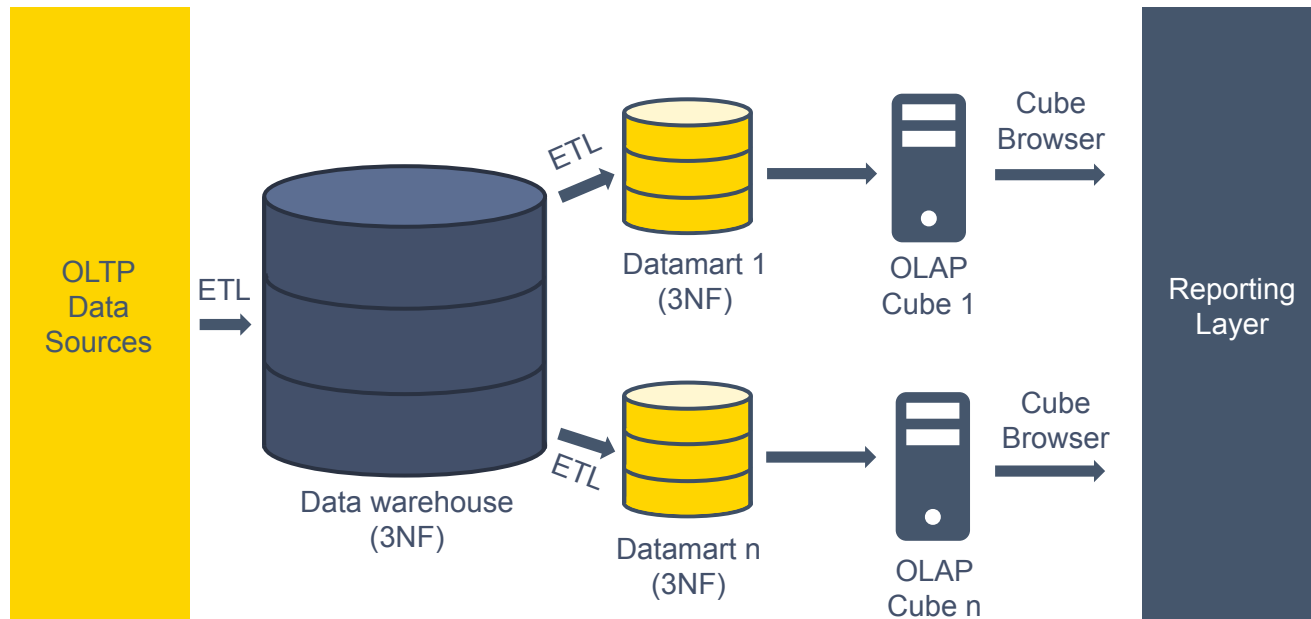 OLTP
Data
Sources
ETL
Data warehouse
(3NF)
ETL
Datamart 1
(3NF)
OLAP
Cube 1
Cube
Browser
ETL
Datamart n
(3NF)
OLAP
Cube n
Cube
Browser
Reporting
Layer